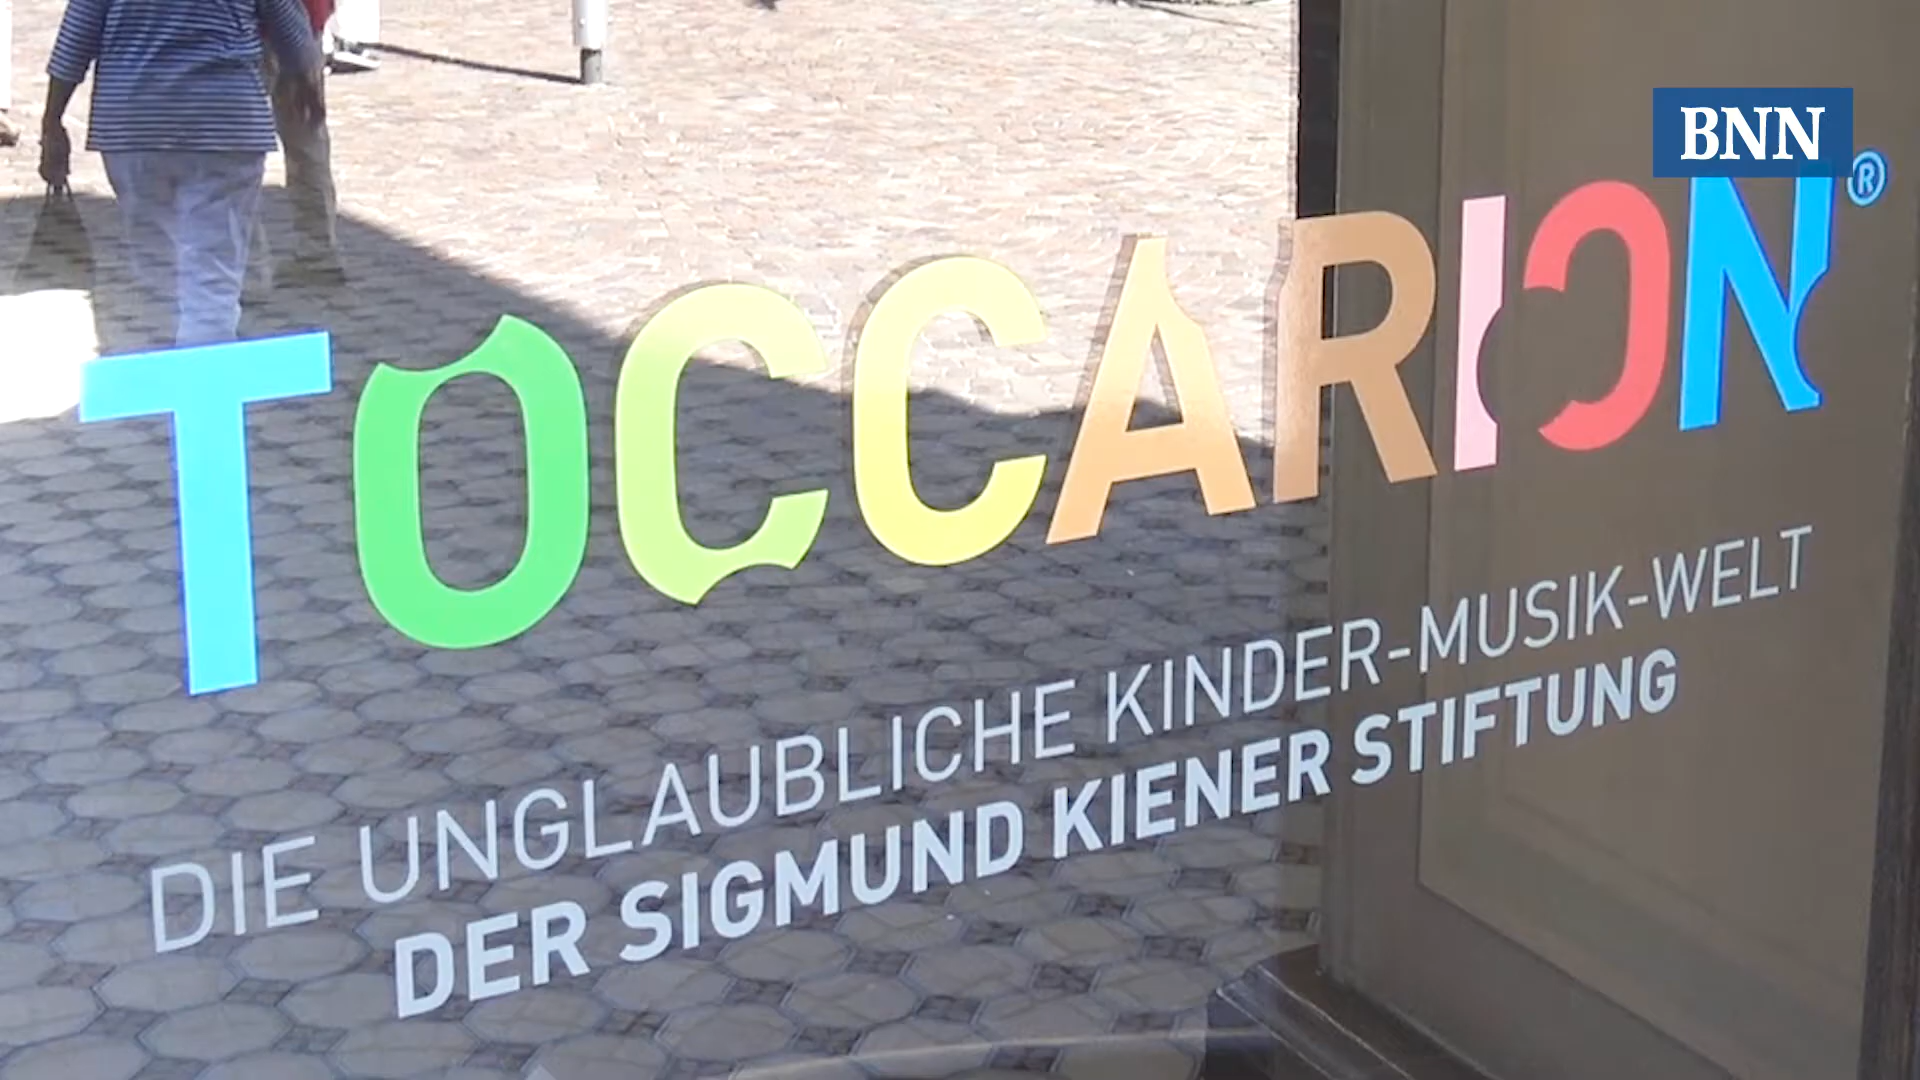 BNN
TOCCARION®
DIE UNGLAUBLICHE KINDER-MUSIK-WELT
DER SIGMUND KIENER STIFTUNG